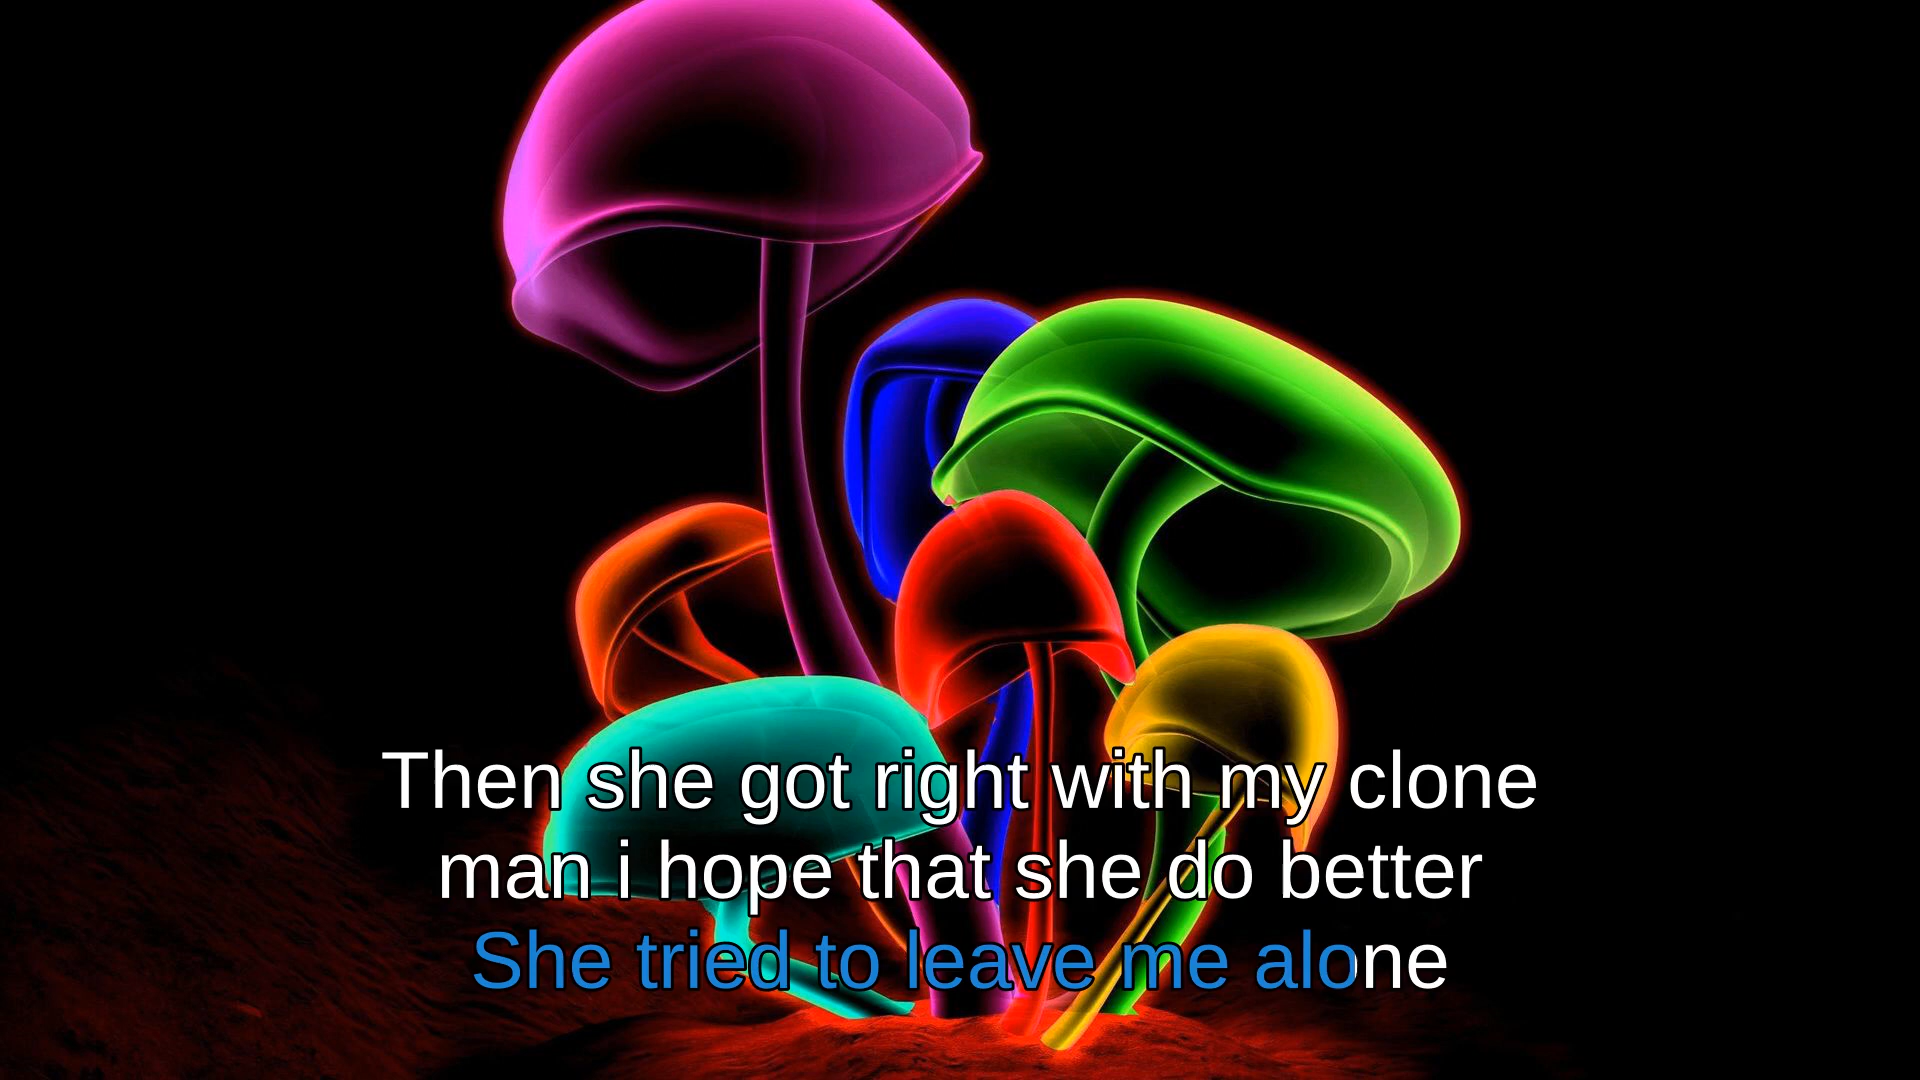 Then she got right with my clone
man i hope that she do better
She tried to leave me alone